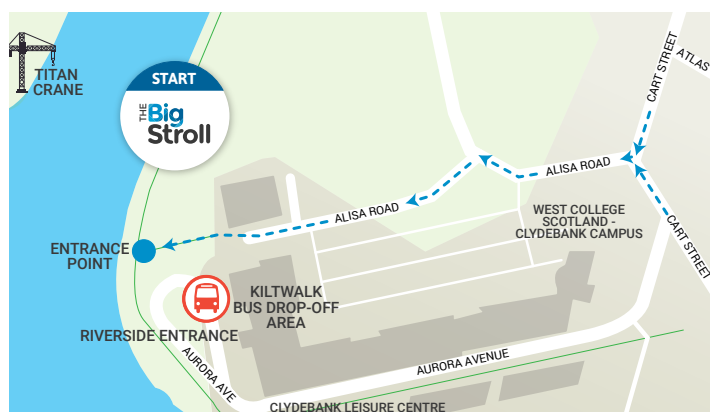 TITAN
CRANE
START
THE Big
Stroll
CART STREET
ATLAS
ALISA ROAD
ALISA ROAD
WEST COLLEGE
SCOTLAND -
CLYDEBANK CAMPUS
CART STREET
ENTRANCE
POINT
KILTWALK
BUS DROP-OFF
AREA
RIVERSIDE ENTRANCE
AURORA AVE
AURORA AVENUE
CLYDEBANK LEISURE CENTRE